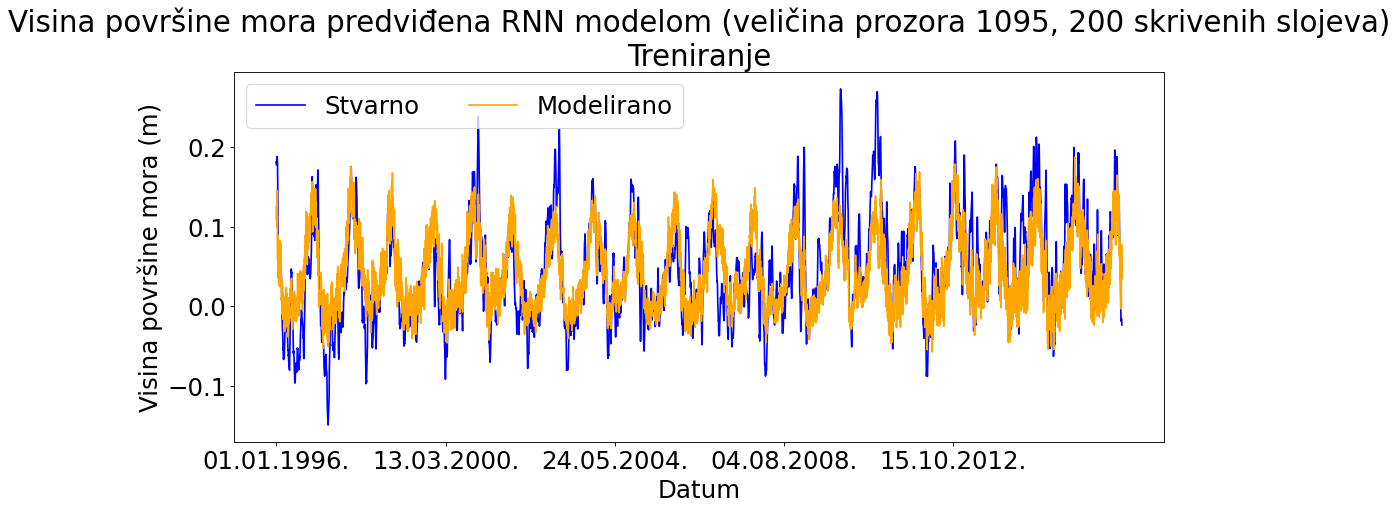 Visina površine mora predviđena RNN modelom (veličina prozora 1095, 200 skrivenih slojeva)
Treniranje
Stvarno Modelirano
Visina površine mora (m)
0.2
0.1
0.0
−0.1
01.01.1996. 13.03.2000. 24.05.2004. 04.08.2008. 15.10.2012.
Datum